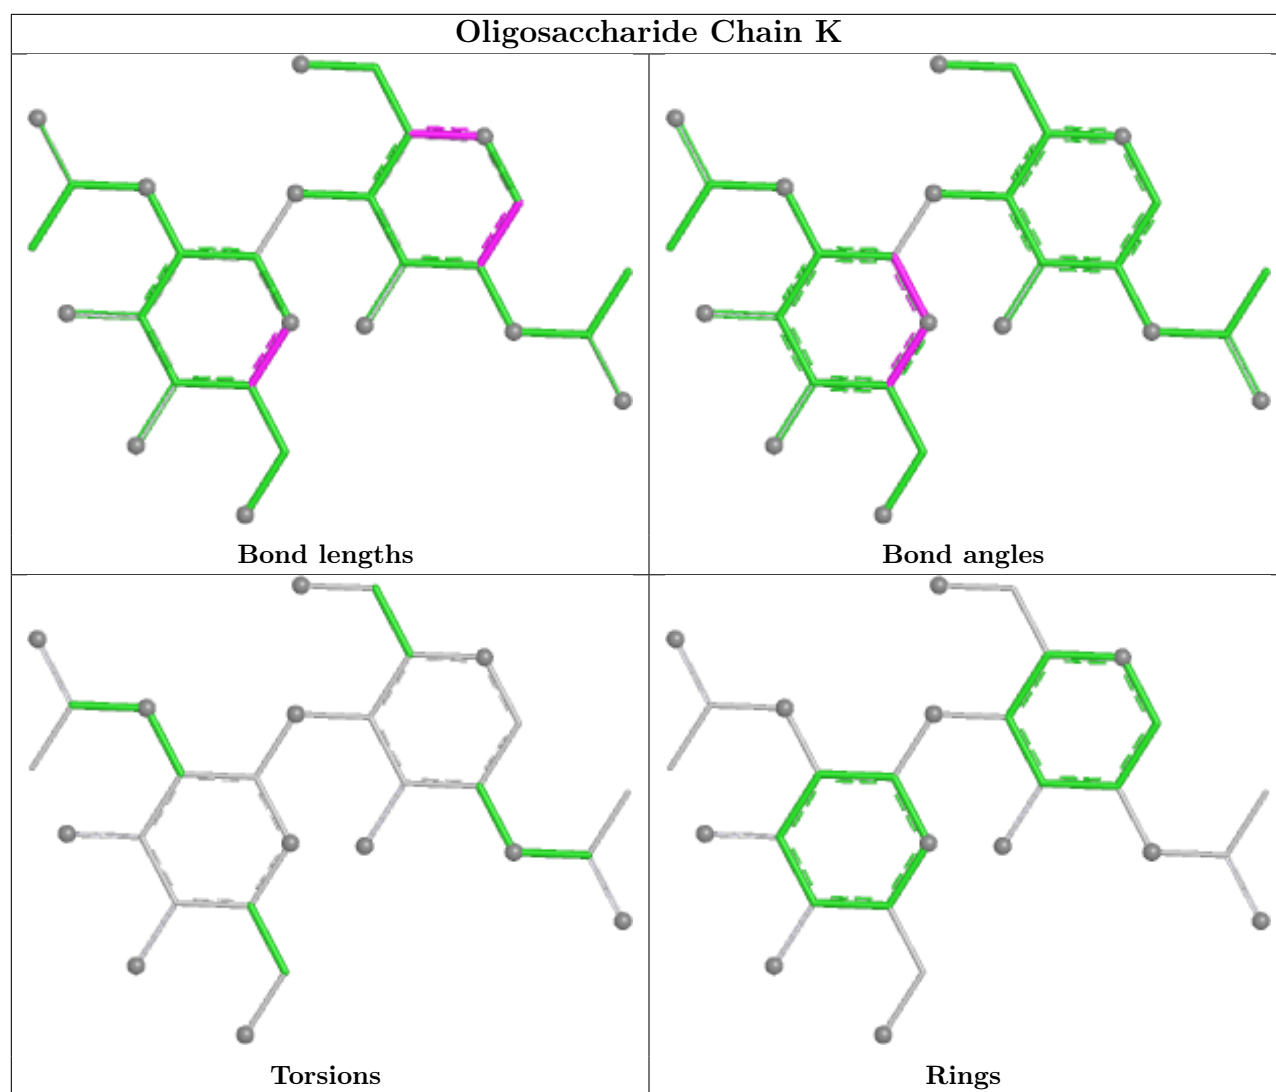 Oligosaccharide Chain K
Bond lengths
Bond angles
Torsions
Rings